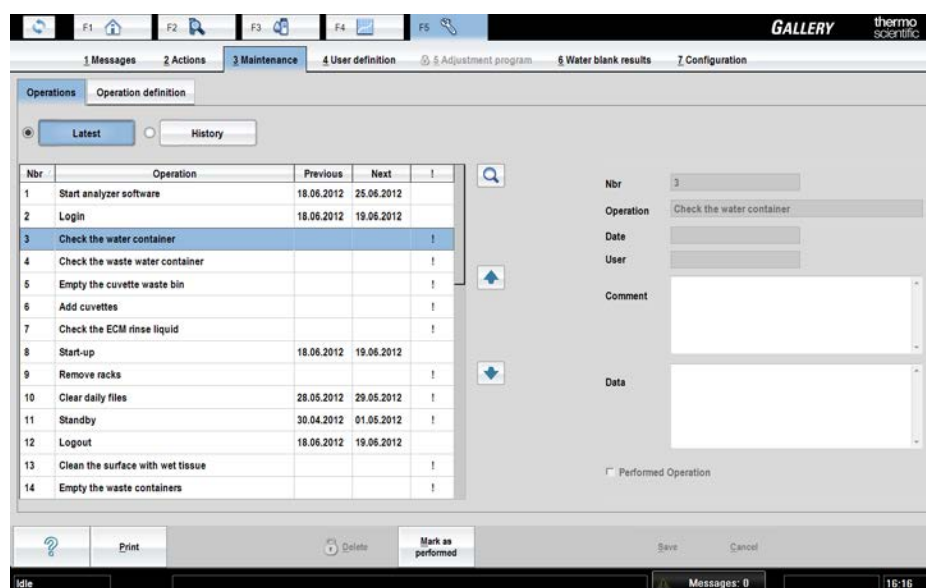 F1 F2 F3 F4 F5 GALLERY thermo scientific
1 Messages 2 Actions 3 Maintenance 4 User definition 5 Adjustment program 6 Water blank results 7 Configuration
Operations Operation definition
Latest History
Nbr Operation Previous Next !
1 Start analyzer software 18.06.2012 25.06.2012
2 Login 18.06.2012 19.06.2012
3 Check the water container !
4 Check the waste water container !
5 Empty the cuvette waste bin !
6 Add cuvettes !
7 Check the ECM rinse liquid !
8 Start-up 18.06.2012 19.06.2012
9 Remove racks !
10 Clear daily files 28.05.2012 29.05.2012 !
11 Standby 30.04.2012 01.05.2012 !
12 Logout 18.06.2012 19.06.2012
13 Clean the surface with wet tissue !
14 Empty the waste containers !
Nbr 3
Operation Check the water container
Date
User
Comment
Data
Performed Operation
? Print Delete Mark as performed Save Cancel
Idle Messages: 0 16:16